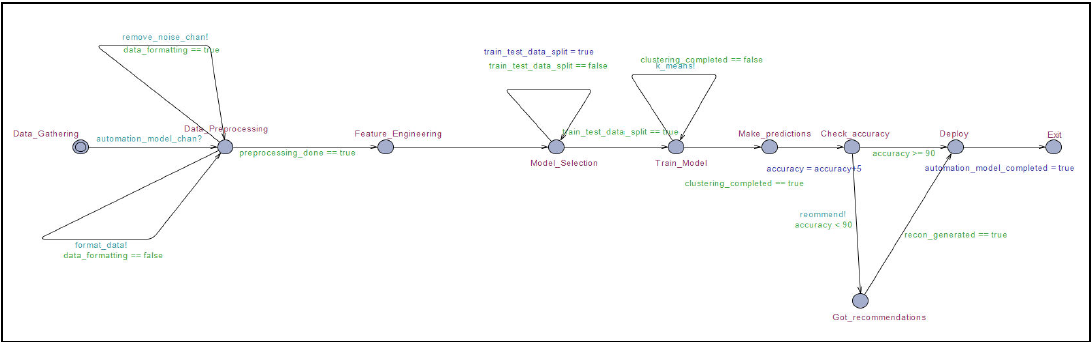 remove_noise_chan!
data_formatting == true
train_test_data_split = true
train_test_data_split == false
clustering_completed == false
k_means!
Data_Gathering
automation_model_chan?
Data_Preprocessing
preprocessing_done == true
Feature_Engineering
Model_Selection
train_test_data_split == true
Train_Model
Make_predictions
clustering_completed == true
Check_accuracy
accuracy = accuracy+5
accuracy >= 90
Deploy
automation_model_completed = true
Exit
format_data!
data_formatting == false
reommend!
accuracy < 90
recon_generated == true
Got_recommendations